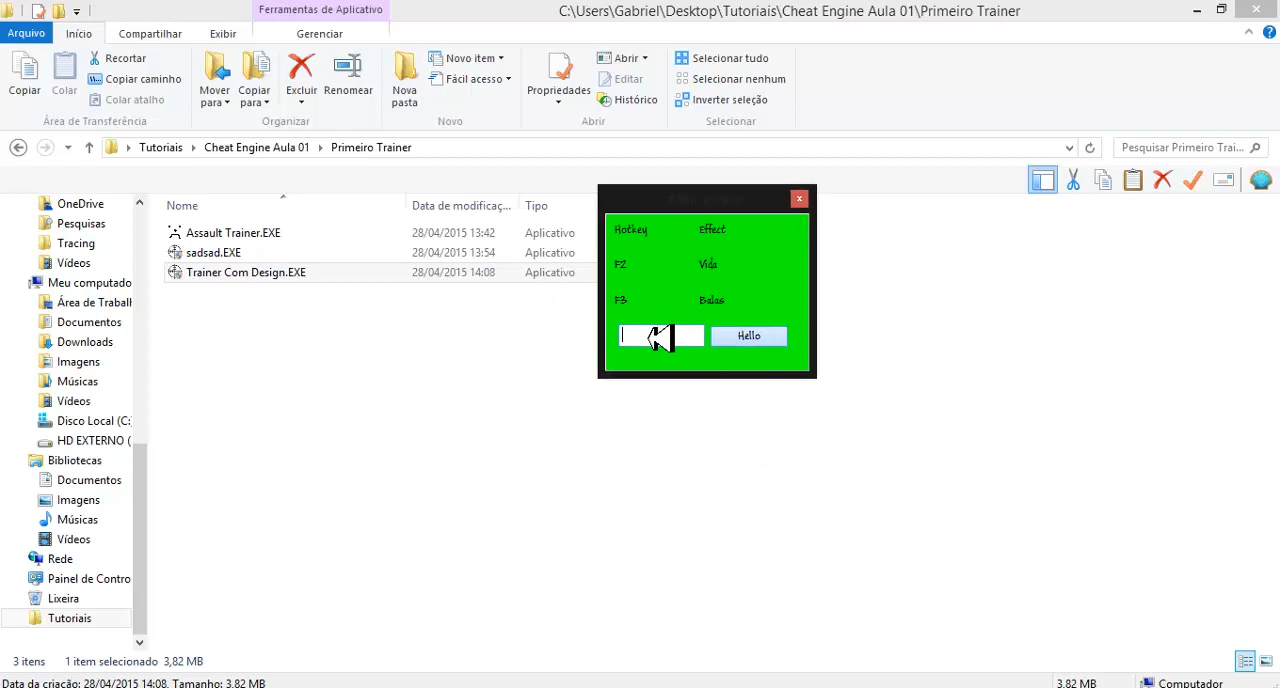 Ferramentas de Aplicativo
C:\Users\Gabriel\Desktop\Tutoriais\Cheat Engine Aula 01\Primeiro Trainer
Arquivo Início Compartilhar Exibir Gerenciar
Copiar
Colar
Recortar
Copiar caminho
Colar atalho
Área de Transferência
Mover para
Copiar para
Excluir
Renomear
Organizar
Nova pasta
Novo item
Fácil acesso
Novo
Propriedades
Abrir
Editar
Histórico
Abrir
Selecionar tudo
Selecionar nenhum
Inverter seleção
Selecionar
Tutoriais Cheat Engine Aula 01 Primeiro Trainer
Pesquisar Primeiro Trai...
OneDrive
Pesquisas
Tracing
Vídeos
Meu computado
Área de Trabalh
Documentos
Downloads
Imagens
Músicas
Vídeos
Disco Local (C:
HD EXTERNO (
Bibliotecas
Documentos
Imagens
Músicas
Vídeos
Rede
Painel de Contro
Lixeira
Tutoriais
Nome Data de modificaç... Tipo
Assault Trainer.EXE 28/04/2015 13:42 Aplicativo
sadsad.EXE 28/04/2015 13:54 Aplicativo
Trainer Com Design.EXE 28/04/2015 14:08 Aplicativo
Hotkey Effect
F2 Vida
F3 Balas
Hello
3 itens 1 item selecionado 3,82 MB
Data da criação: 28/04/2015 14:08, Tamanho: 3,82 MB
3,82 MB Computador